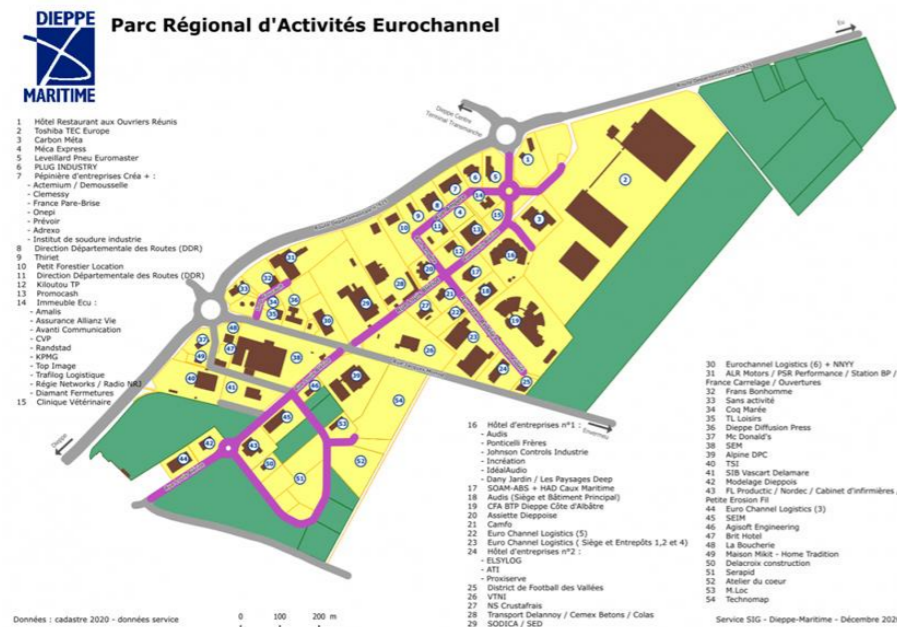 DIEPPE
MARITIME
Parc Régional d'Activités Eurochannel
1 Hôtel Restaurant aux Ouvriers Réunis
2 Toshiba TEC Europe
3 Carbon Méta
4 Méca Express
5 Leveillard Pneu Euromaster
6 PLUG INDUSTRY
7 Pépinière d'entreprises Créa + :
- Actemium / Demousselle
- Clemessy
- France Pare-Brise
- Onepi
- Prévoir
- Adrexo
- Institut de soudure industrie
8 Direction Départementale des Routes (DDR)
9 Thiriet
10 Petit Forestier Location
11 Direction Départementale des Routes (DDR)
12 Kiloutou TP
13 Promocash
14 Immeuble Ecu :
- Amalis
- Assurance Allianz Vie
- Avanti Communication
- CVP
- Randstad
- KPMG
- Top Image
- Trafilog Logistique
- Régie Networks / Radio NRJ
- Diamant Fermetures
15 Clinique Vétérinaire
Eu
Dieppe Centre
Terminal Transmanche
Dieppe
Envermeu
16 Hôtel d'entreprises n°1 :
- Audis
- Ponticelli Frères
- Johnson Controls Industrie
- Incréation
- IdéalAudio
- Dany Jardin / Les Paysages Deep
17 SOAM-ABS + HAD Caux Maritime
18 Audis (Siège et Bâtiment Principal)
19 CFA BTP Dieppe Côte d'Albâtre
20 Assiette Dieppoise
21 Camfo
22 Euro Channel Logistics (5)
23 Euro Channel Logistics ( Siège et Entrepôts 1,2 et 4)
24 Hôtel d'entreprises n°2 :
- ELSYLOG
- ATI
- Proxiserve
25 District de Football des Vallées
26 VTNI
27 NS Crustafrais
28 Transport Delannoy / Cemex Betons / Colas
29 SODICA / SED
30 Eurochannel Logistics (6) + NNYY
31 ALR Motors / PSR Performance / Station BP /
France Carrelage / Ouvertures
32 Frans Bonhomme
33 Sans activité
34 Coq Marée
35 TL Loisirs
36 Dieppe Diffusion Press
37 Mc Donald's
38 SEM
39 Alpine DPC
40 TSI
41 SIB Vascart Delamare
42 Modelage Dieppois
43 FL Productic / Nordec / Cabinet d'infirmières /
Petite Erosion Fil
44 Euro Channel Logistics (3)
45 SEIM
46 Agisoft Engineering
47 Brit Hotel
48 La Boucherie
49 Maison Mikit - Home Tradition
50 Delacroix construction
51 Serapid
52 Atelier du coeur
53 M.Loc
54 Technomap
Données : cadastre 2020 - données service
0 100 200 m
Service SIG - Dieppe-Maritime - Décembre 2020